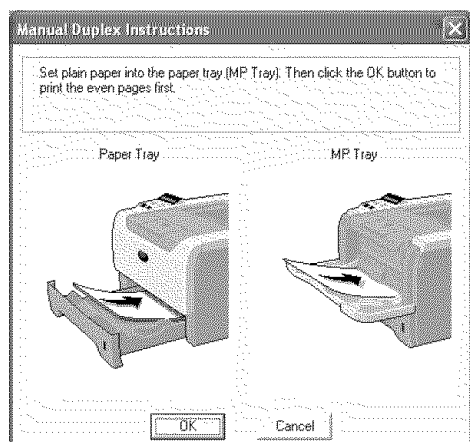 Manual Duplex Instructions
Set plain paper into the paper tray (MP Tray). Then click the OK button to
print the even pages first.
Paper Tray
MP Tray
OK
Cancel